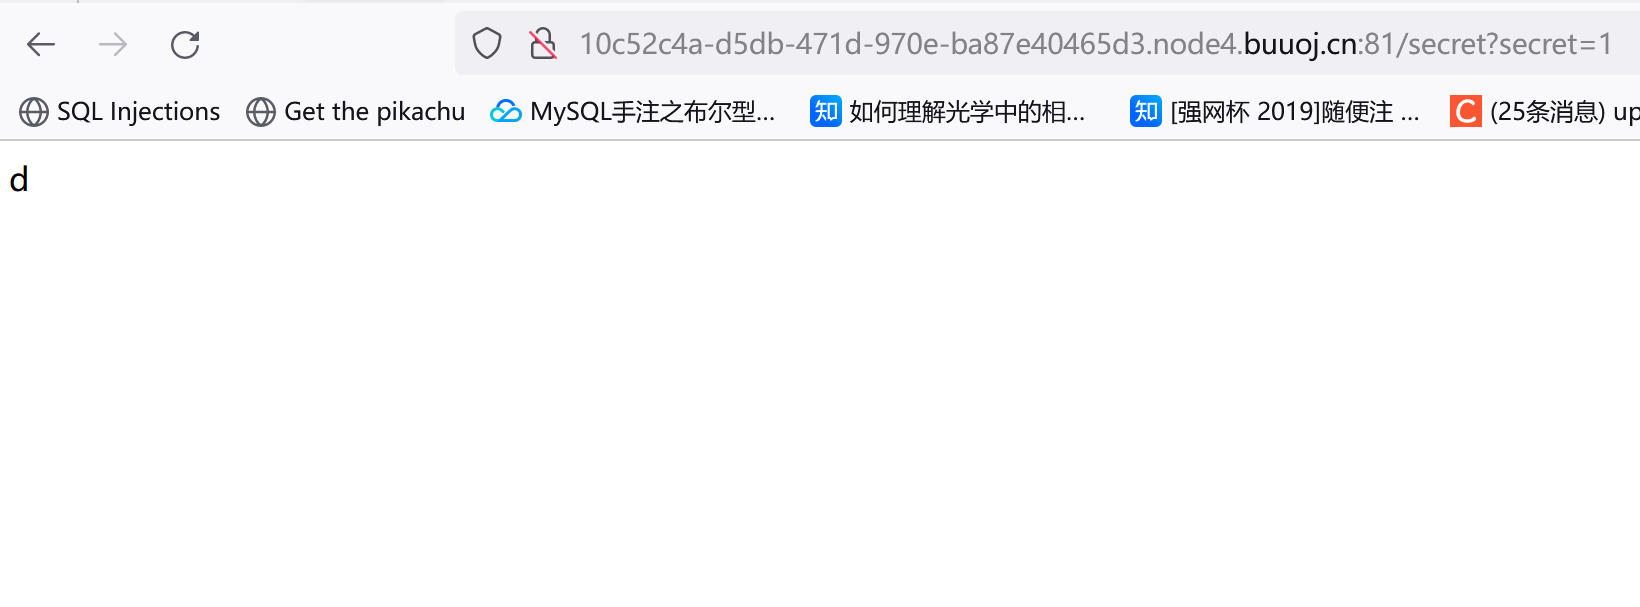 10c52c4a-d5db-471d-970e-ba87e40465d3.node4.buuoj.cn:81/secret?secret=1
SQL Injections Get the pikachu MySQL手注之布尔型... 知 如何理解光学中的相... 知 [强网杯 2019]随便注 ... C (25条消息) up
d